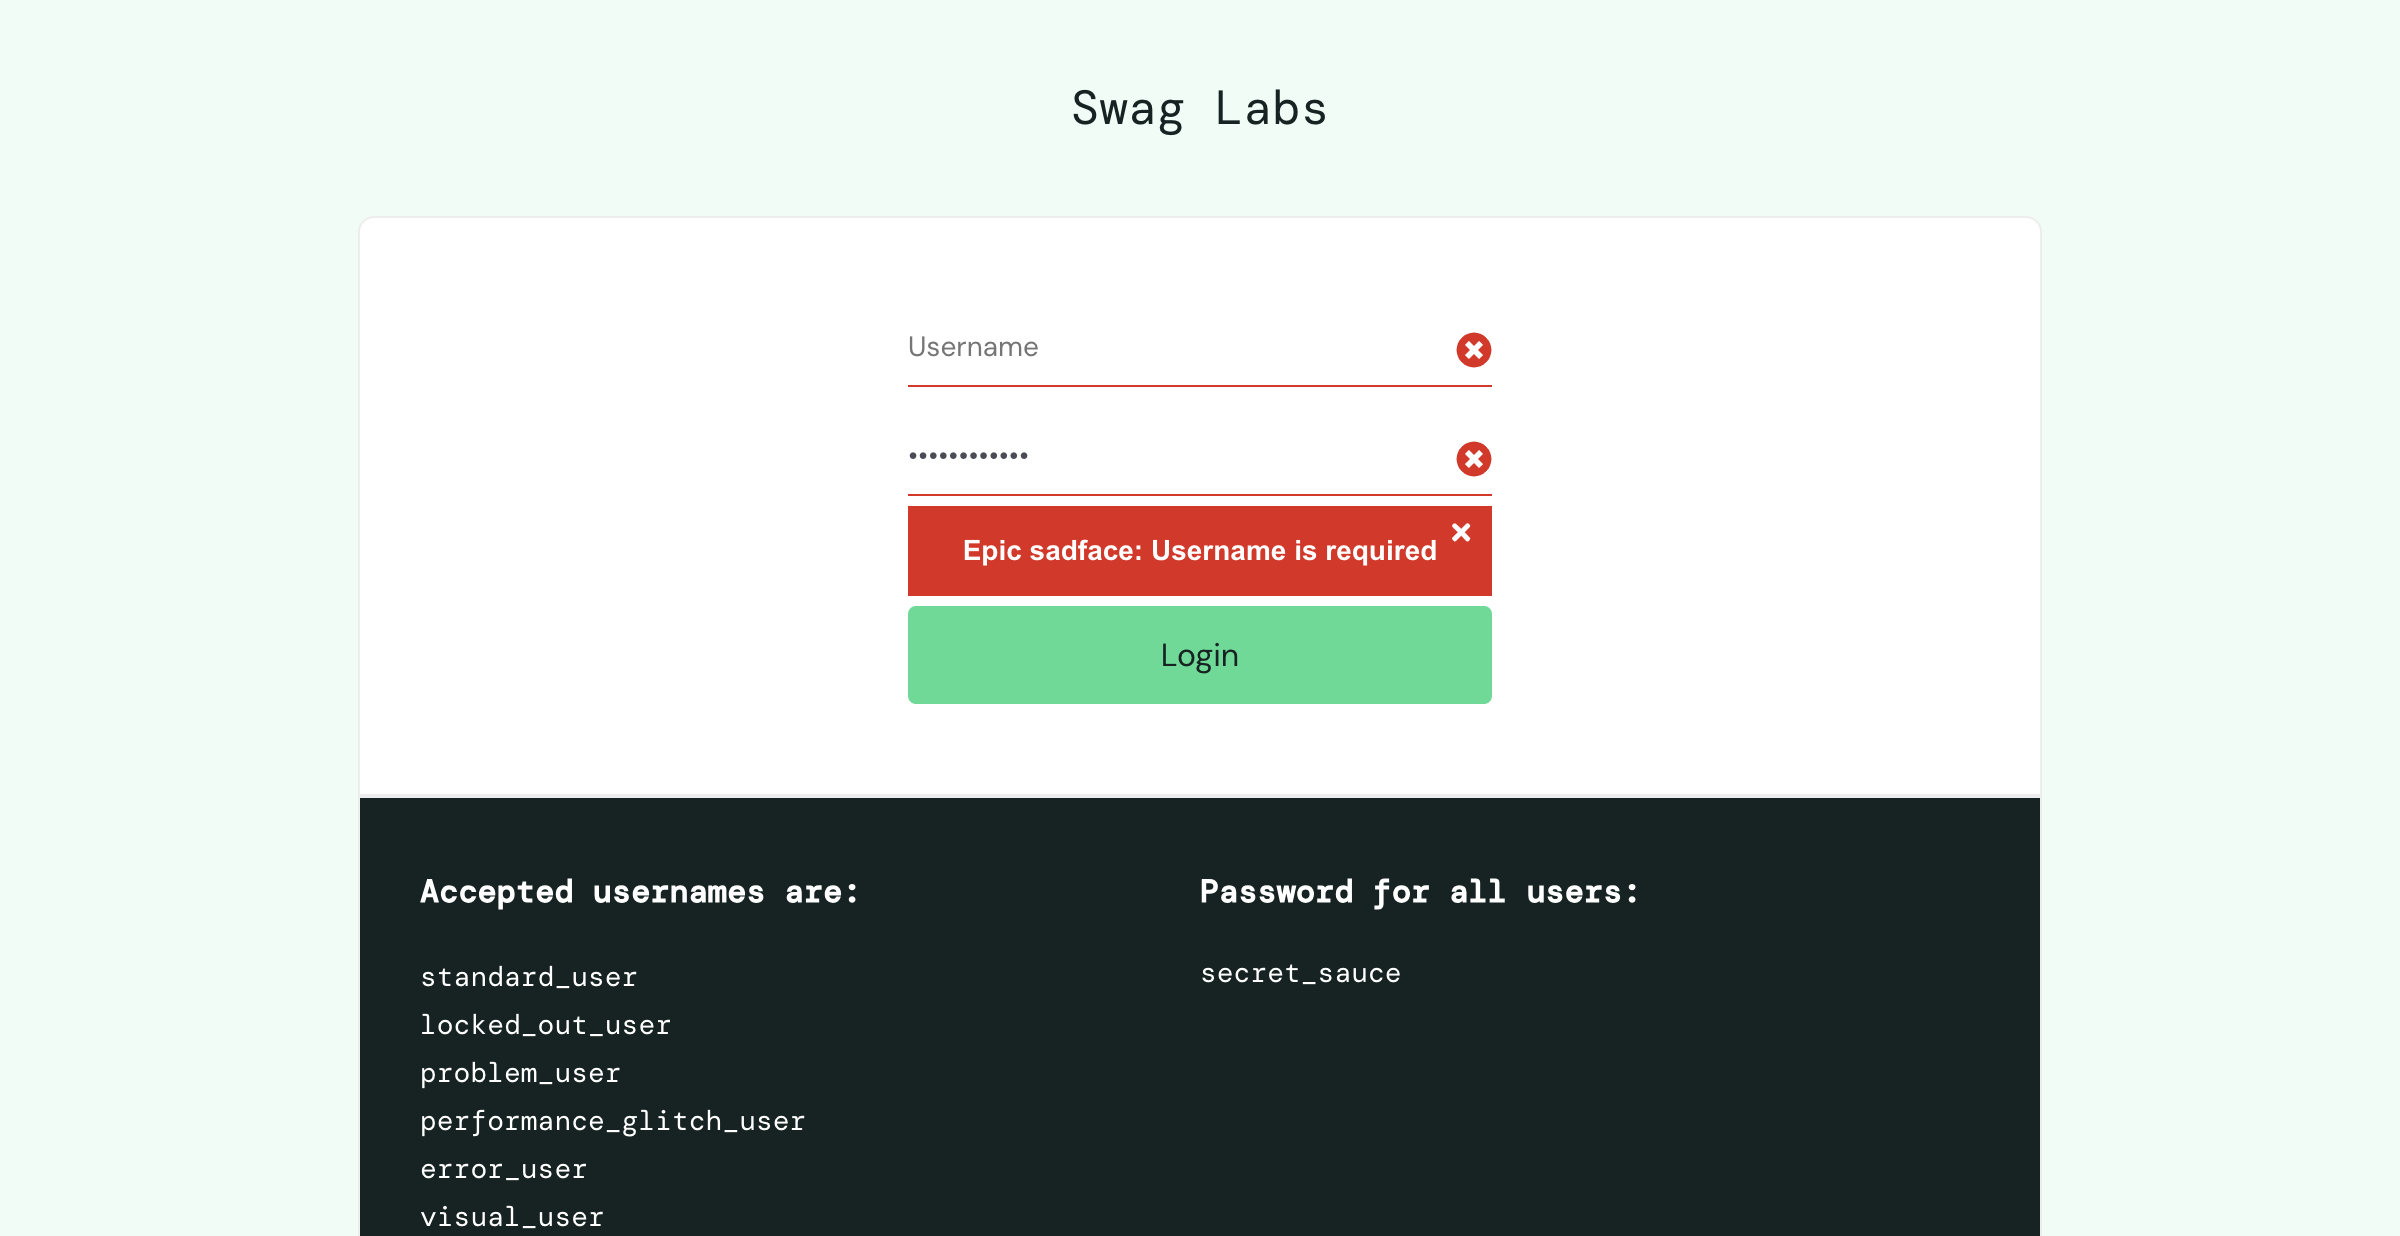 Swag Labs
Username
••••••••••••
Epic sadface: Username is required
Login
Accepted usernames are:
standard_user
locked_out_user
problem_user
performance_glitch_user
error_user
visual_user
Password for all users:
secret_sauce